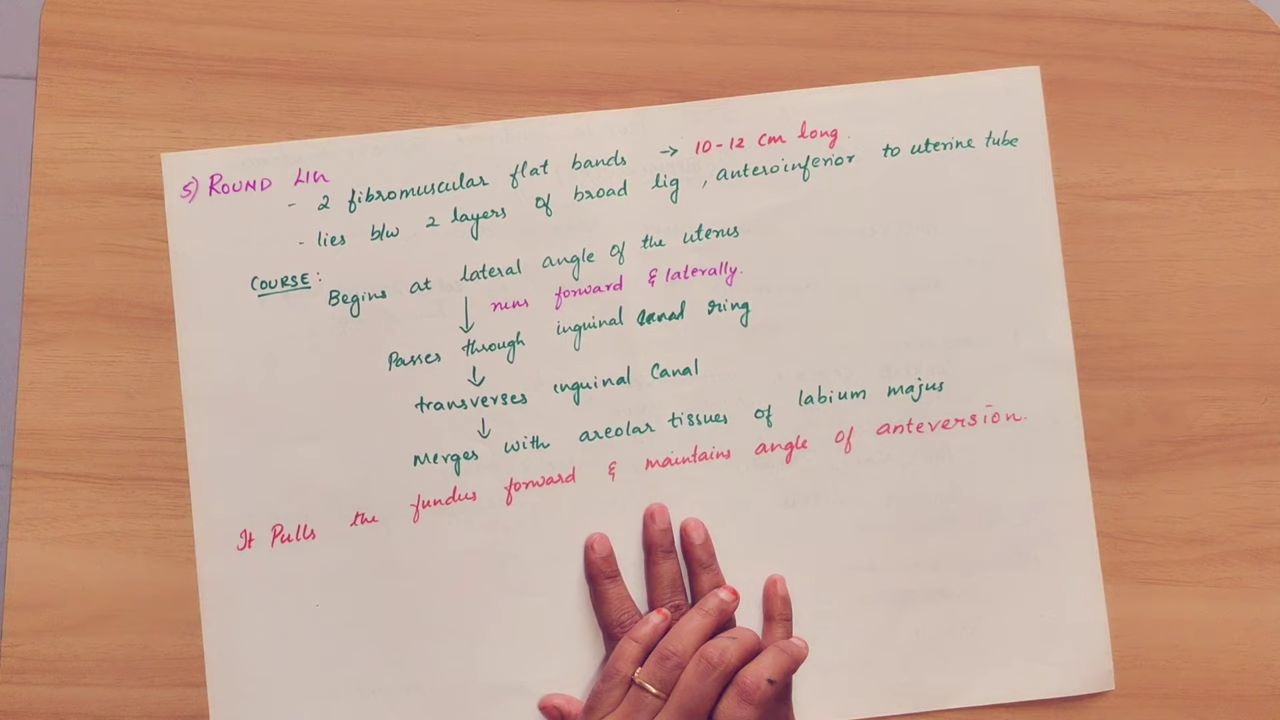 5) ROUND LIG
- 2 fibromuscular flat bands → 10-12 cm long.
- lies b/w 2 layers of broad lig, anteroinferior to uterine tube
COURSE:
Begins at lateral angle of the uterus
↓ runs forward & laterally.
Passes through inguinal canal ring
↓
transverses inguinal canal
↓
Merges with areolar tissues of labium majus
It Pulls the fundus forward & maintains angle of anteversion.